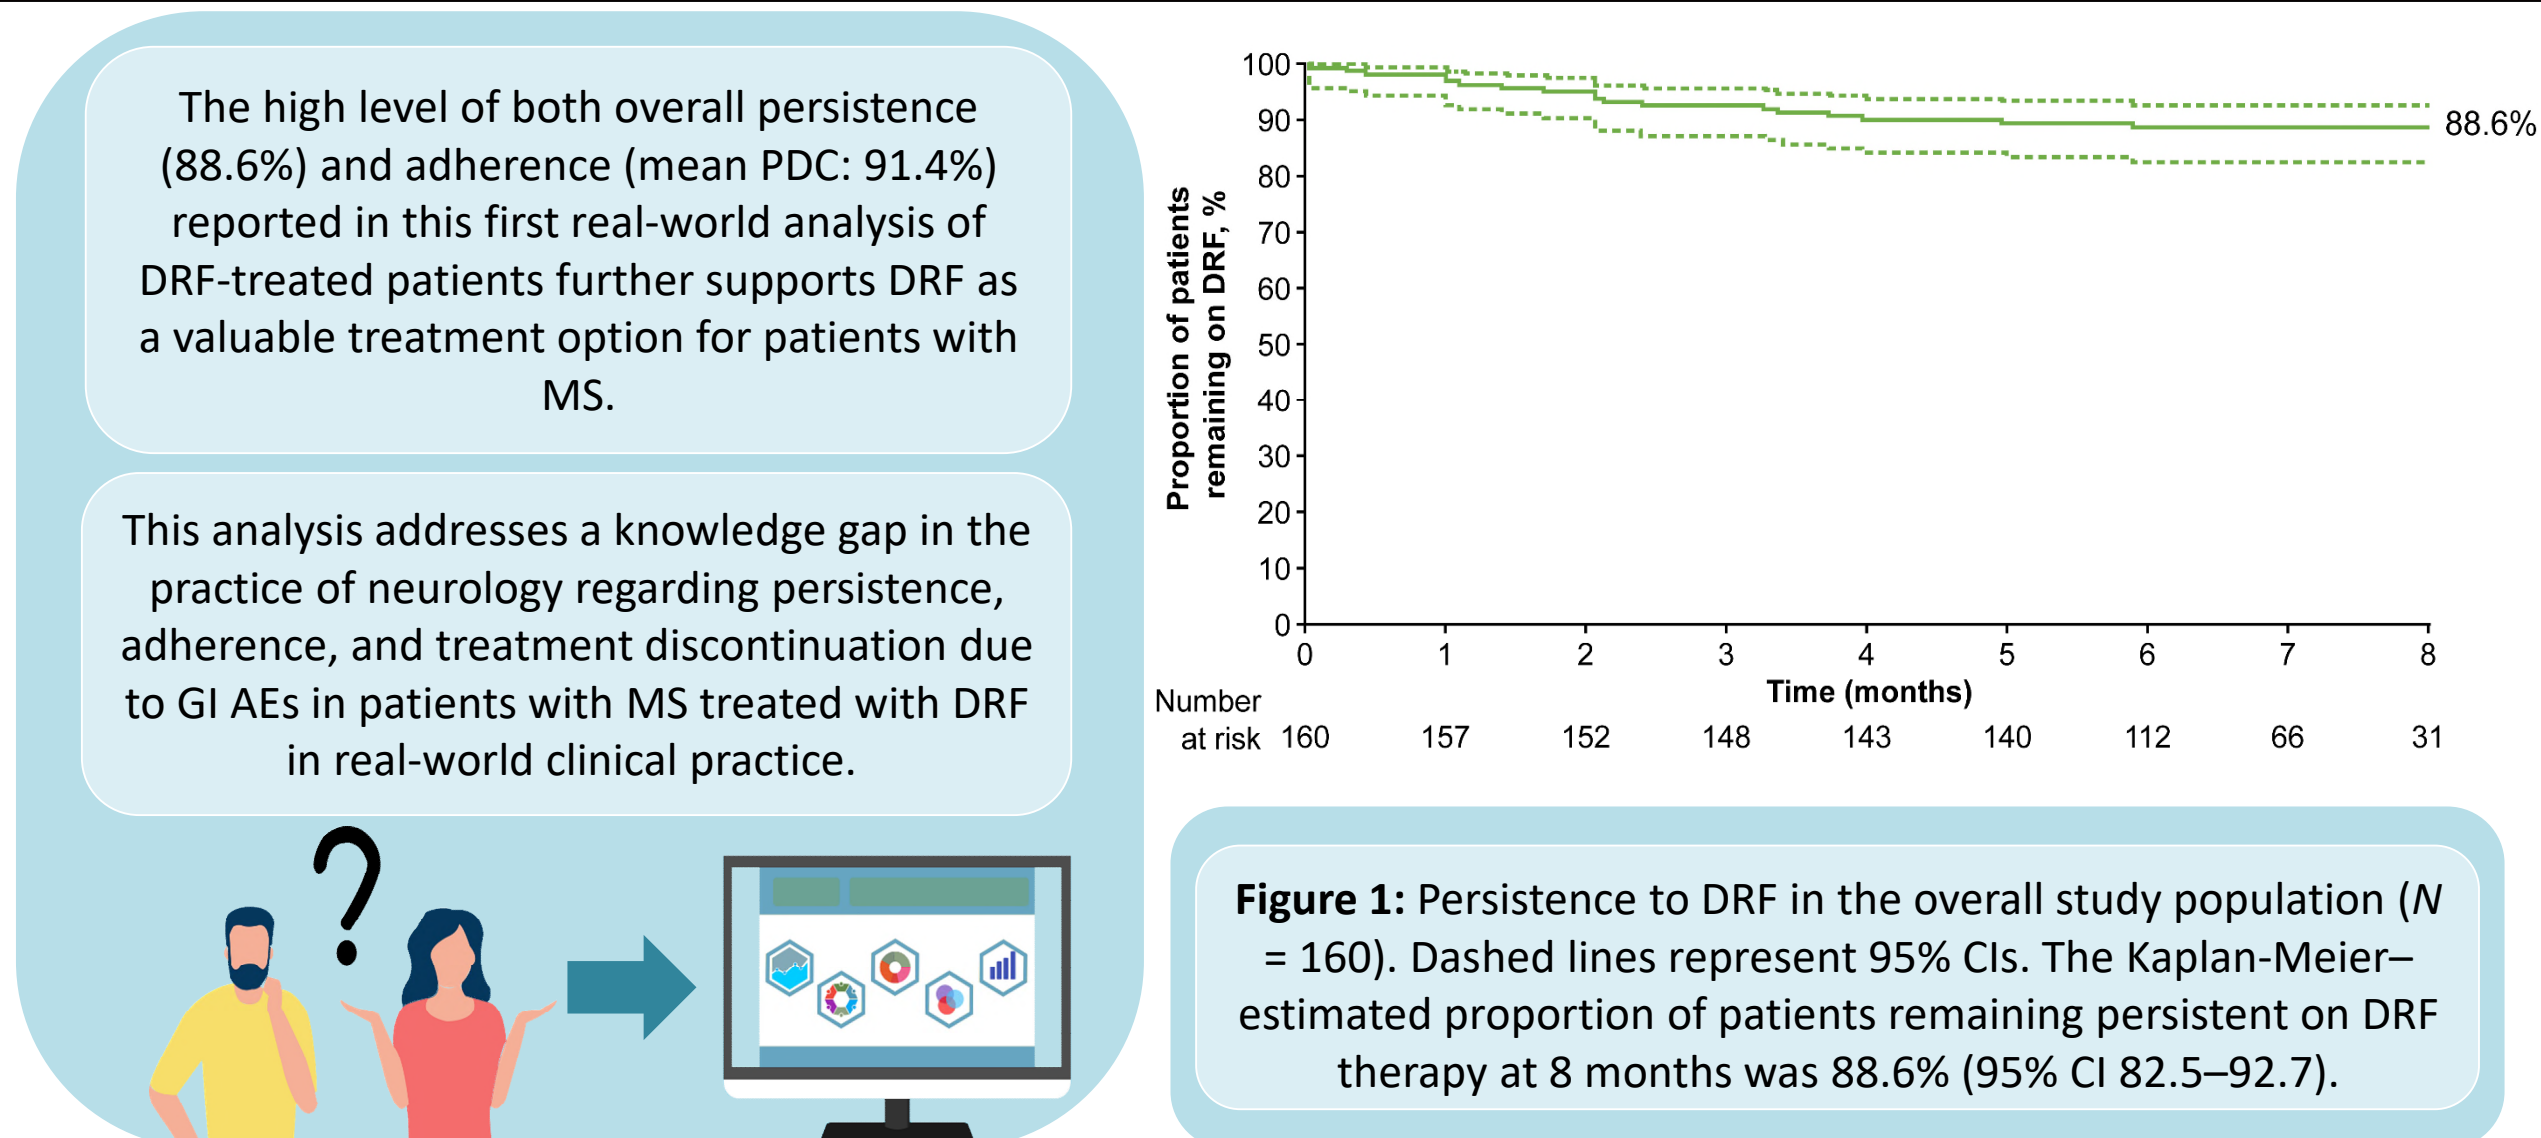 The high level of both overall persistence
(88.6%) and adherence (mean PDC: 91.4%)
reported in this first real-world analysis of
DRF-treated patients further supports DRF as
a valuable treatment option for patients with
MS.
This analysis addresses a knowledge gap in the
practice of neurology regarding persistence,
adherence, and treatment discontinuation due
to GI AEs in patients with MS treated with DRF
in real-world clinical practice.
?
Proportion of patients
remaining on DRF, %
100
90
80
70
60
50
40
30
20
10
0
88.6%
0 1 2 3 4 5 6 7 8
Time (months)
Number
at risk 160 157 152 148 143 140 112 66 31
Figure 1: Persistence to DRF in the overall study population (N
= 160). Dashed lines represent 95% CIs. The Kaplan-Meier–
estimated proportion of patients remaining persistent on DRF
therapy at 8 months was 88.6% (95% CI 82.5–92.7).